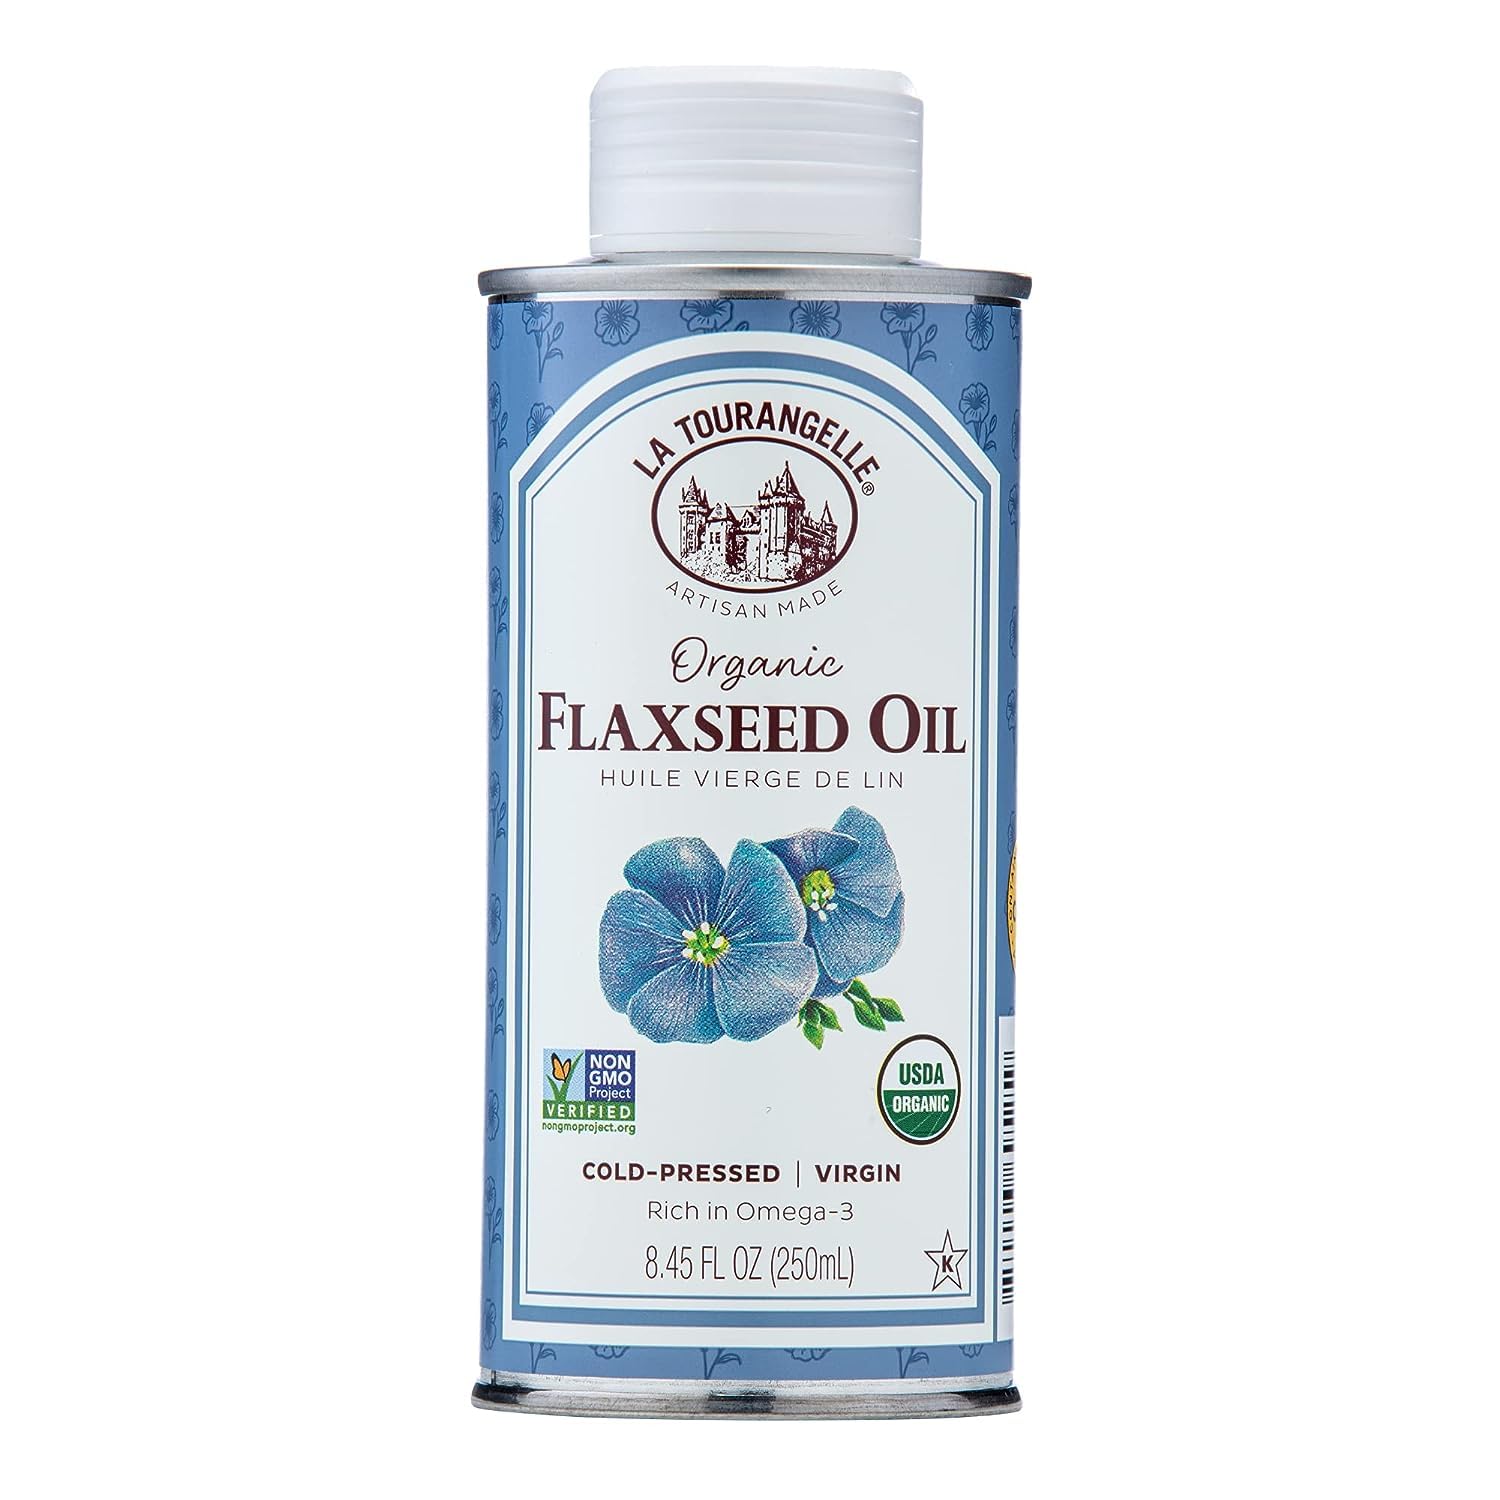 LA TOURANGELLE®
ARTISAN MADE
Organic
FLAXSEED OIL
HUILE VIERGE DE LIN
NON
GMO
Project
VERIFIED
nongmoproject.org
USDA
ORGANIC
COLD-PRESSED | VIRGIN
Rich in Omega-3
8.45 FL OZ (250mL)
K